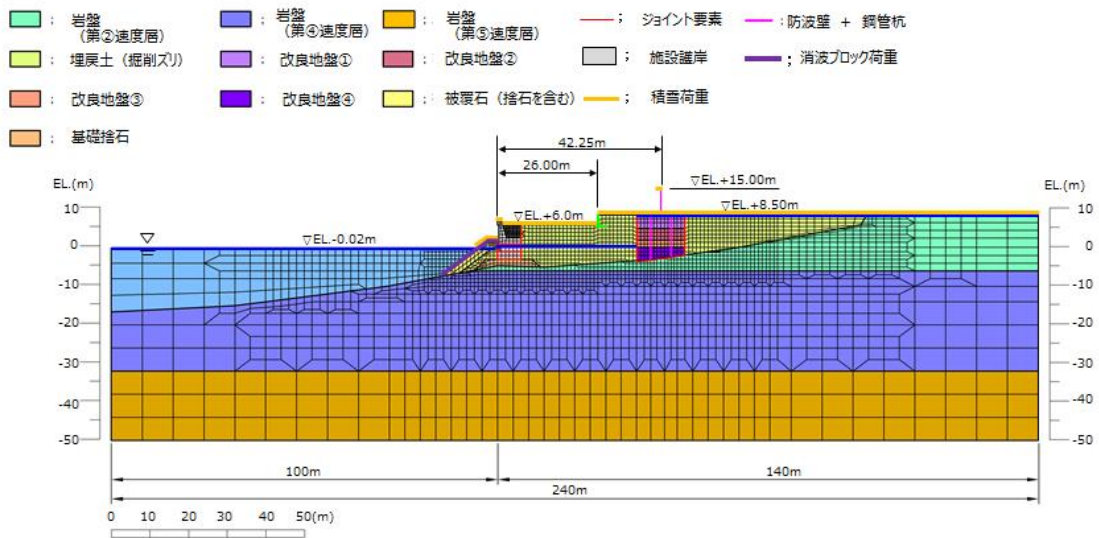 ; 岩盤
(第②速度層)
; 岩盤
(第④速度層)
; 岩盤
(第⑤速度層)
; ジョイント要素
; 防波壁 + 鋼管杭
; 埋戻土(掘削ズリ)
; 改良地盤①
; 改良地盤②
; 施設護岸
; 消波ブロック荷重
; 改良地盤③
; 改良地盤④
; 被覆石(捨石を含む)
; 積雪荷重
; 基礎捨石
42.25m
26.00m
EL.(m)
EL.(m)
▽EL.+15.00m
▽EL.+8.50m
▽EL.+6.0m
▽EL.-0.02m
10
0
-10
-20
-30
-40
-50
10
0
-10
-20
-30
-40
-50
100m
140m
240m
0 10 20 30 40 50(m)